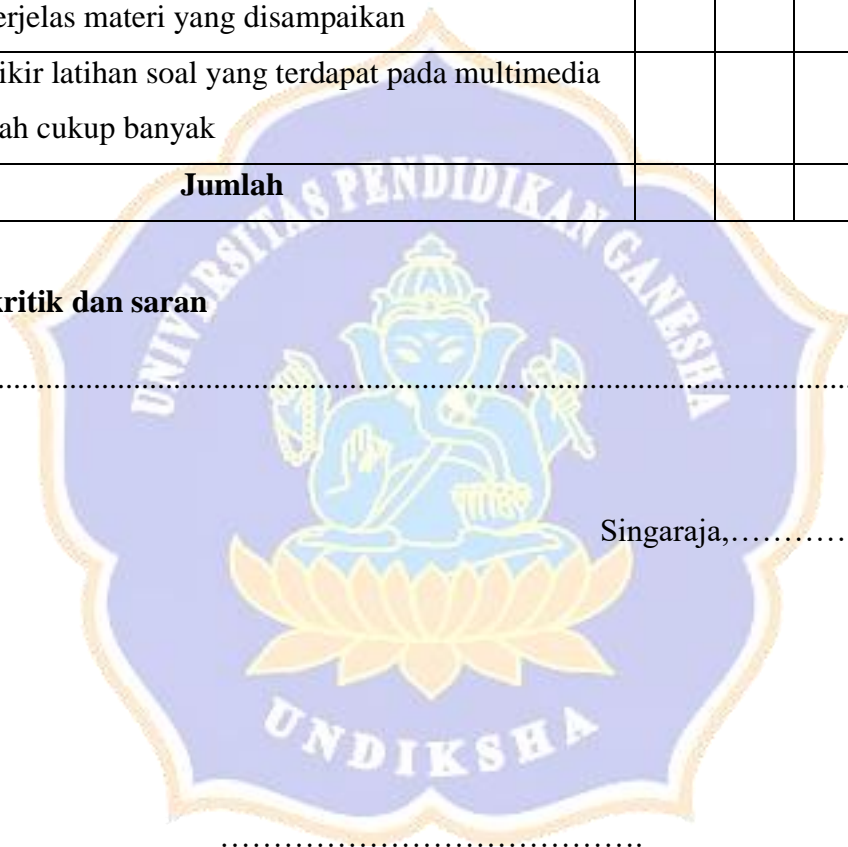 erjelas materi yang disampaikan
ikir latihan soal yang terdapat pada multimedia
ah cukup banyak
Jumlah
UNIVERSITAS PENDIDIKAN GANESHA
kritik dan saran
................................................................................................................................
Singaraja,...........
UNDIKSHA
........................................